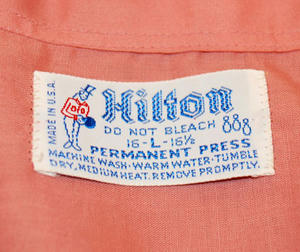 MADE IN U.S.A.
Hilton
DO NOT BLEACH
16-L-16½
PERMANENT PRESS
MACHINE WASH·WARM WATER·TUMBLE
DRY, MEDIUM HEAT. REMOVE PROMPTLY.